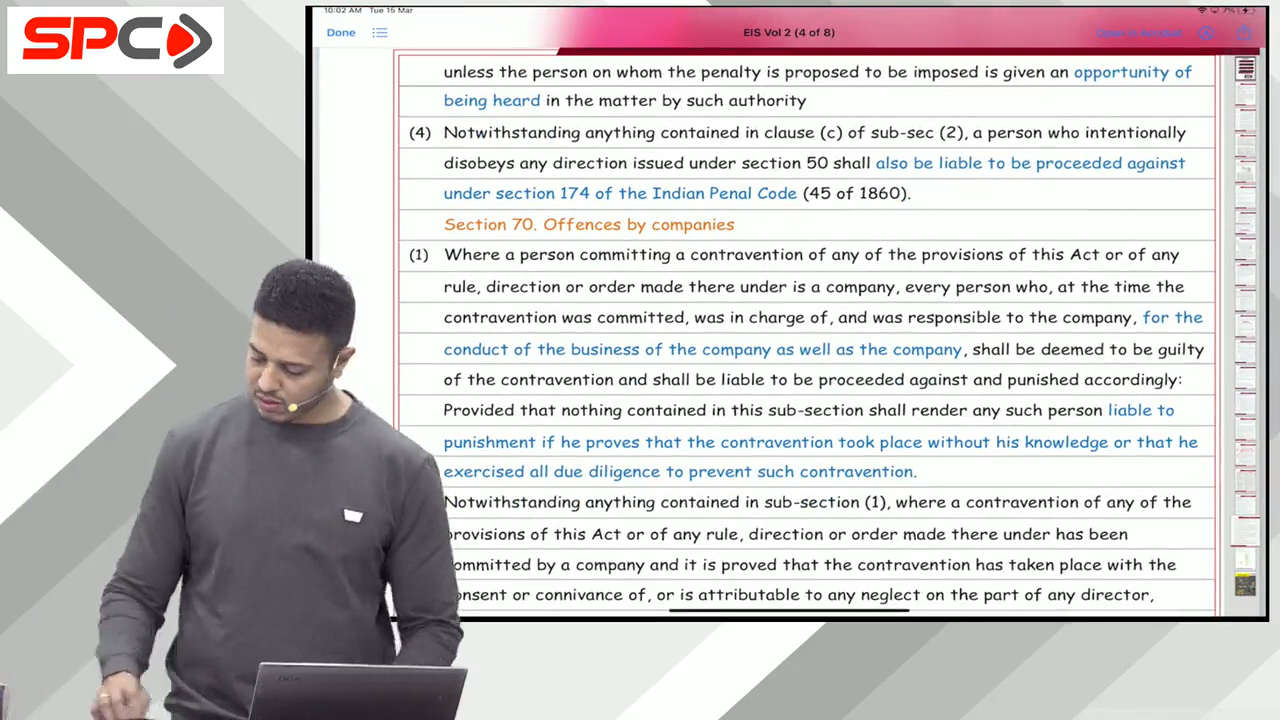 SPC
10:02 AM Tue 15 Mar
7%
Done
EIS Vol 2 (4 of 8)
Open in Acrobat
unless the person on whom the penalty is proposed to be imposed is given an opportunity of
being heard in the matter by such authority
(4) Notwithstanding anything contained in clause (c) of sub-sec (2), a person who intentionally
disobeys any direction issued under section 50 shall also be liable to be proceeded against
under section 174 of the Indian Penal Code (45 of 1860).
Section 70. Offences by companies
(1) Where a person committing a contravention of any of the provisions of this Act or of any
rule, direction or order made there under is a company, every person who, at the time the
contravention was committed, was in charge of, and was responsible to the company, for the
conduct of the business of the company as well as the company, shall be deemed to be guilty
of the contravention and shall be liable to be proceeded against and punished accordingly:
Provided that nothing contained in this sub-section shall render any such person liable to
punishment if he proves that the contravention took place without his knowledge or that he
exercised all due diligence to prevent such contravention.
Notwithstanding anything contained in sub-section (1), where a contravention of any of the
provisions of this Act or of any rule, direction or order made there under has been
committed by a company and it is proved that the contravention has taken place with the
consent or connivance of, or is attributable to any neglect on the part of any director,